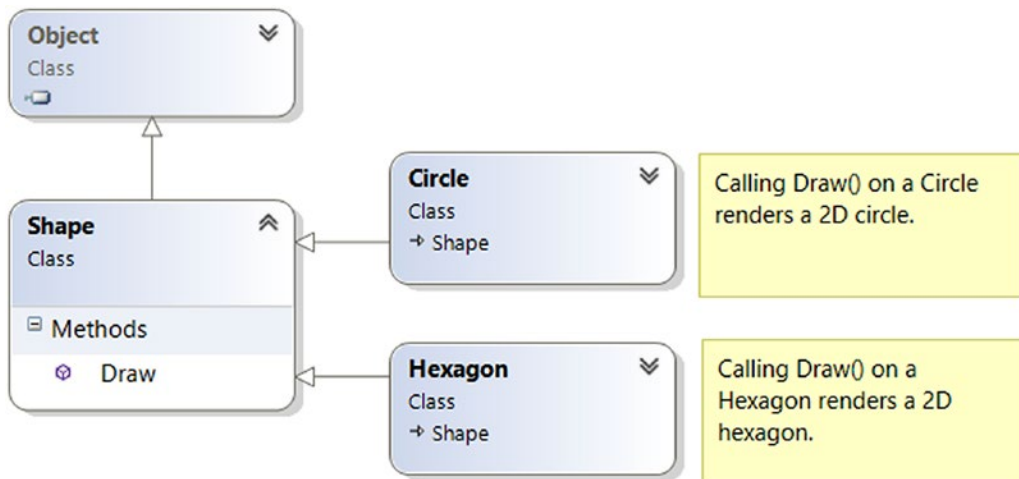 Object
Class
Shape
Class
Methods
Draw
Circle
Class
Shape
Calling Draw() on a Circle
renders a 2D circle.
Hexagon
Class
Shape
Calling Draw() on a
Hexagon renders a 2D
hexagon.